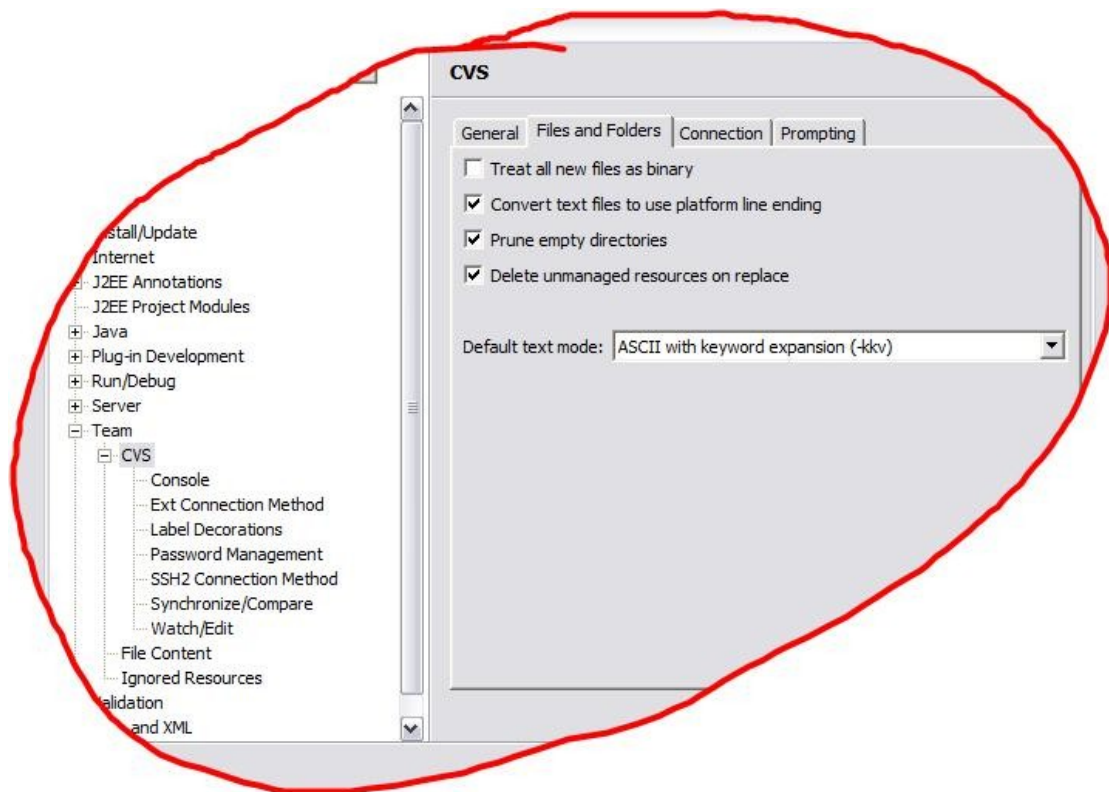 CVS
General Files and Folders Connection Prompting
Treat all new files as binary
Convert text files to use platform line ending
Prune empty directories
Delete unmanaged resources on replace
Default text mode: ASCII with keyword expansion (-kkv)
Install/Update
Internet
J2EE Annotations
J2EE Project Modules
Java
Plug-in Development
Run/Debug
Server
Team
CVS
Console
Ext Connection Method
Label Decorations
Password Management
SSH2 Connection Method
Synchronize/Compare
Watch/Edit
File Content
Ignored Resources
Validation
and XML